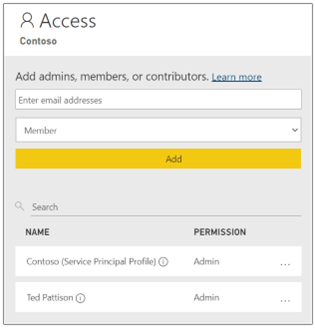 Access
Contoso
Add admins, members, or contributors. Learn more
Enter email addresses
Member
Add
Search
NAME PERMISSION
Contoso (Service Principal Profile) Admin ...
Ted Pattison Admin ...